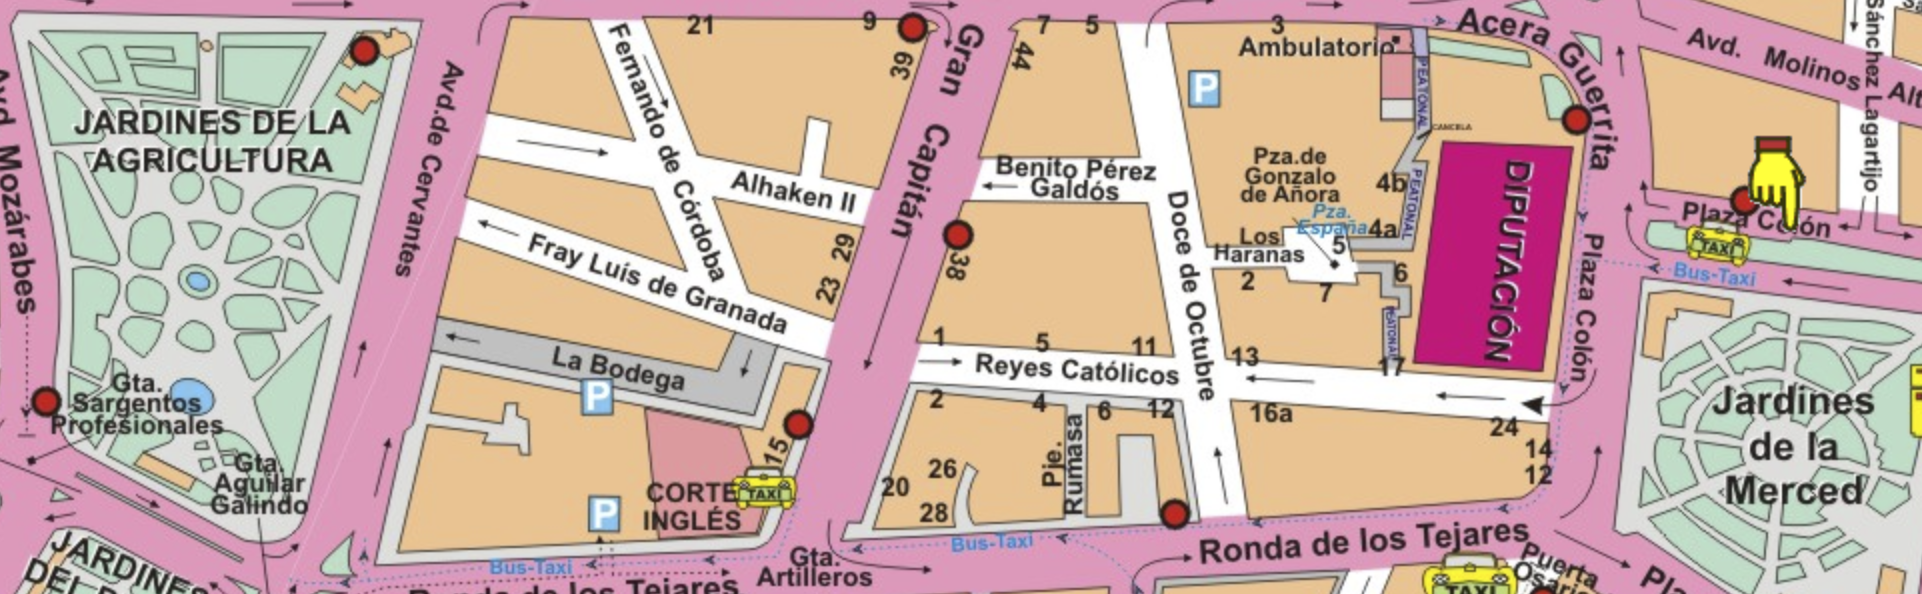 21
9
39
Fernando de Córdoba
Gran Capitán
44
7
5
3
Ambulatorio
P
PEATONAL
CANCELA
Acera Guerrita
Avd. Molinos Alt
Sánchez Lagartijo
Avd. Mozárabes
JARDINES DE LA
AGRICULTURA
Avd.de Cervantes
Alhaken II
Benito Pérez
Galdós
Pza.de
Gonzalo
de Añora
4b
PEATONAL
DIPUTACIÓN
Plaza Colón
TAXI
Bus-Taxi
Pza.
España
4a
Los
Haranas
5
2
7
6
PEATONAL
Doce de Octubre
Plaza Colón
29
23
38
Fray Luís de Granada
La Bodega
P
1
5
11
Reyes Católicos
13
17
2
4
6
12
16a
24
14
12
Pje.
Rumasa
26
20
28
15
CORTE
INGLÉS
TAXI
P
Gta.
Sargentos
Profesionales
Gta.
Aguilar
Galindo
Jardines
de la
Merced
Bus-Taxi
Bus-Taxi
Gta.
Artilleros
Ronda de los Tejares
Ronda de los Tejares
JARDINES
TAXI
Puerta
Osario